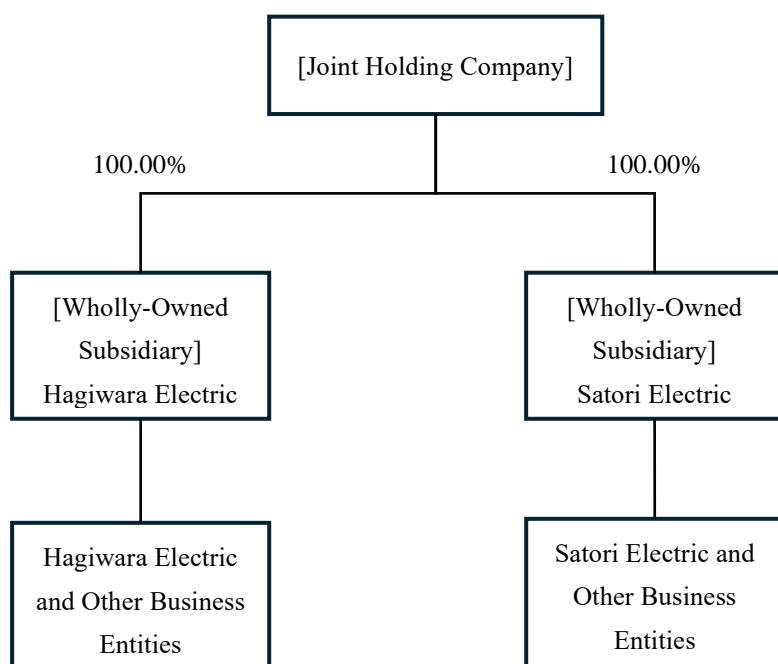 [Joint Holding Company]
100.00%
100.00%
[Wholly-Owned
Subsidiary]
Hagiwara Electric
[Wholly-Owned
Subsidiary]
Satori Electric
Hagiwara Electric
and Other Business
Entities
Satori Electric and
Other Business
Entities